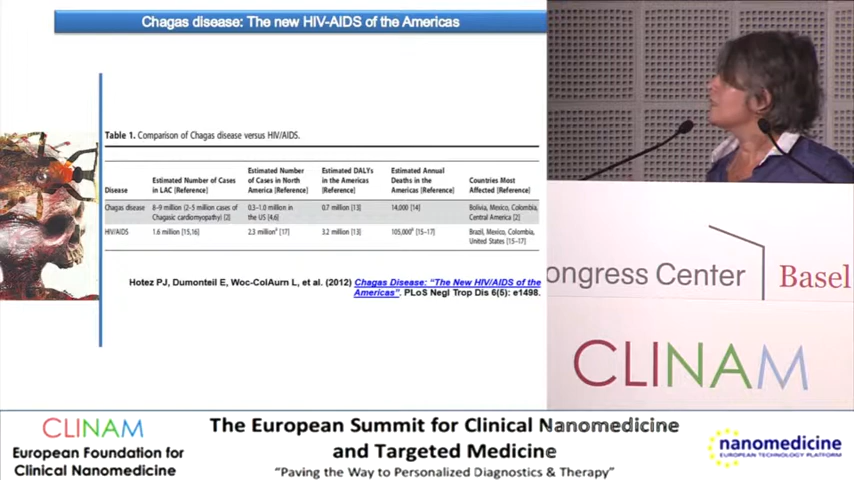 Chagas disease: The new HIV-AIDS of the Americas
Table 1. Comparison of Chagas disease versus HIV/AIDS.
Disease
Estimated Number of Cases
in LAC [Reference]
Estimated Number
of Cases in North
America [Reference]
Estimated DALYs
in the Americas
[Reference]
Estimated Annual
Deaths in the
Americas [Reference]
Countries Most
Affected [Reference]
Chagas disease
8–9 million (2–5 million cases of
Chagasic cardiomyopathy) [2]
0.3–1.0 million in
the US [4,6]
0.7 million [13]
14,000 [14]
Bolivia, Mexico, Colombia,
Central America [2]
HIV/AIDS
1.6 million [15,16]
2.3 million [17]
3.2 million [13]
105,000 [15–17]
Brazil, Mexico, Colombia,
United States [15–17]
Hotez PJ, Dumonteil E, Woc-ColAurn L, et al. (2012) Chagas Disease: "The New HIV/AIDS of the
Americas". PLoS Negl Trop Dis 6(5): e1498.
ongress Center Basel
CLINAM
CLINAM
European Foundation for
Clinical Nanomedicine
The European Summit for Clinical Nanomedicine
and Targeted Medicine
"Paving the Way to Personalized Diagnostics & Therapy"
nanomedicine
EUROPEAN TECHNOLOGY PLATFORM